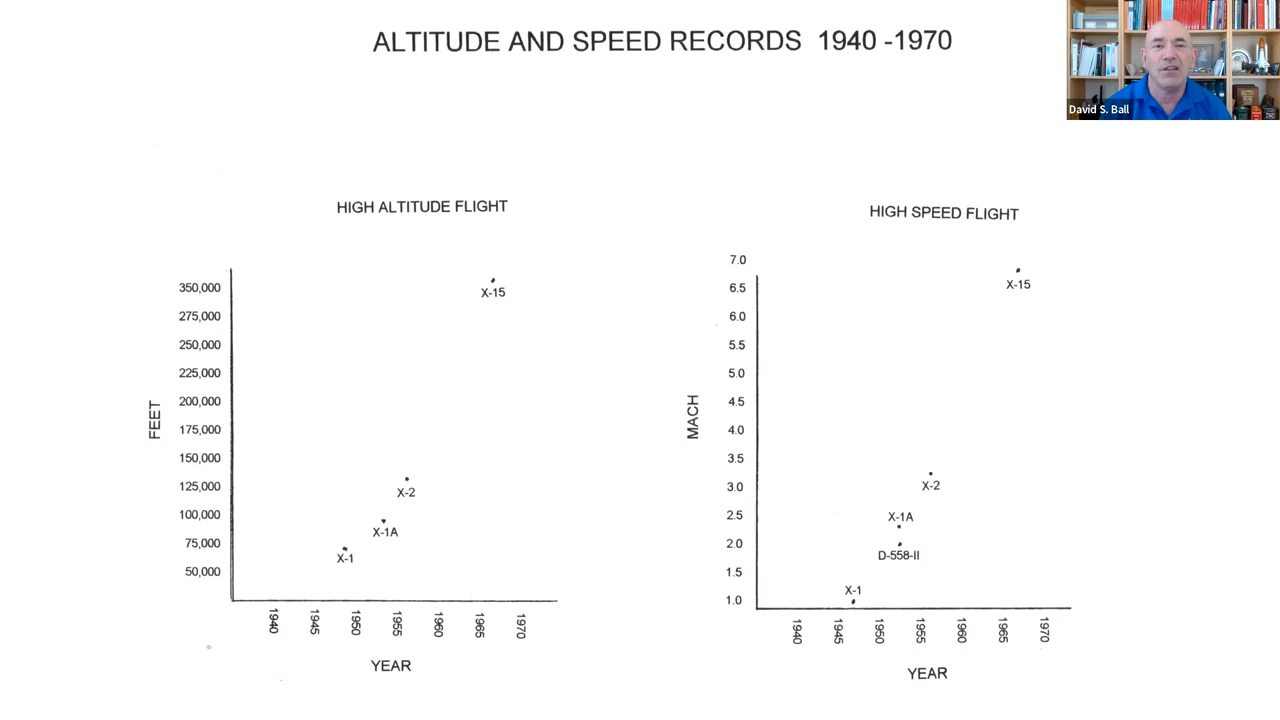 ALTITUDE AND SPEED RECORDS 1940 -1970
David S. Ball
HIGH ALTITUDE FLIGHT
350,000
275,000
250,000
225,000
200,000
175,000
150,000
125,000
100,000
75,000
50,000
FEET
X-15
X-2
X-1A
X-1
1940
1945
1950
1955
1960
1965
1970
YEAR
HIGH SPEED FLIGHT
7.0
6.5
6.0
5.5
5.0
4.5
4.0
3.5
3.0
2.5
2.0
1.5
1.0
MACH
X-15
X-2
X-1A
D-558-II
X-1
1940
1945
1950
1955
1960
1965
1970
YEAR